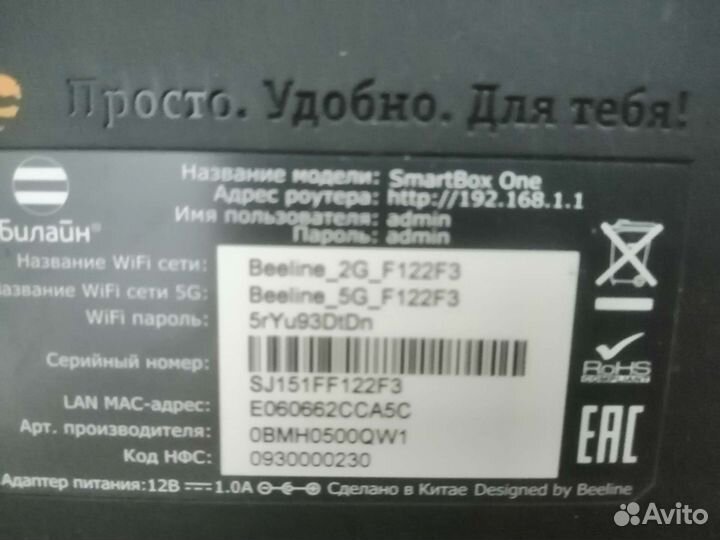 Просто. Удобно. Для тебя!
Название модели: SmartBox One
Адрес роутера: http://192.168.1.1
Имя пользователя: admin
Пароль: admin
Билайн®
Название WiFi сети: Beeline_2G_F122F3
Название WiFi сети 5G: Beeline_5G_F122F3
WiFi пароль: 5rYu93DtDn
Серийный номер:
SJ151FF122F3
LAN MAC-адрес: E060662CCA5C
Арт. производителя: 0BMH0500QW1
Код НФС: 0930000230
RoHS
COMPLIANT
EAC
Адаптер питания: 12В 1.0А Сделано в Китае Designed by Beeline
Avito